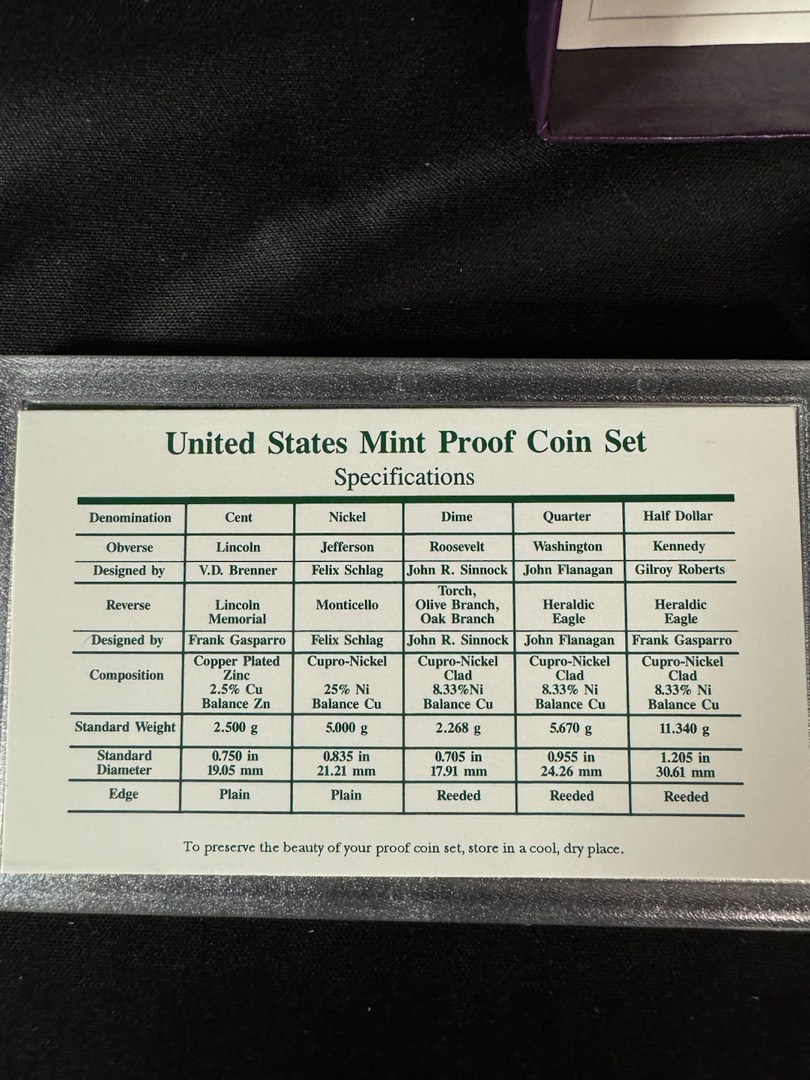 United States Mint Proof Coin Set
Specifications
Denomination Cent Nickel Dime Quarter Half Dollar
Obverse Lincoln Jefferson Roosevelt Washington Kennedy
Designed by V.D. Brenner Felix Schlag John R. Sinnock John Flanagan Gilroy Roberts
Reverse Lincoln Memorial Monticello Torch, Olive Branch, Oak Branch Heraldic Eagle Heraldic Eagle
Designed by Frank Gasparro Felix Schlag John R. Sinnock John Flanagan Frank Gasparro
Composition Copper Plated Zinc 2.5% Cu Balance Zn Cupro-Nickel 25% Ni Balance Cu Cupro-Nickel Clad 8.33%Ni Balance Cu Cupro-Nickel Clad 8.33% Ni Balance Cu Cupro-Nickel Clad 8.33% Ni Balance Cu
Standard Weight 2.500 g 5.000 g 2.268 g 5.670 g 11.340 g
Standard Diameter 0.750 in 19.05 mm 0.835 in 21.21 mm 0.705 in 17.91 mm 0.955 in 24.26 mm 1.205 in 30.61 mm
Edge Plain Plain Reeded Reeded Reeded
To preserve the beauty of your proof coin set, store in a cool, dry place.